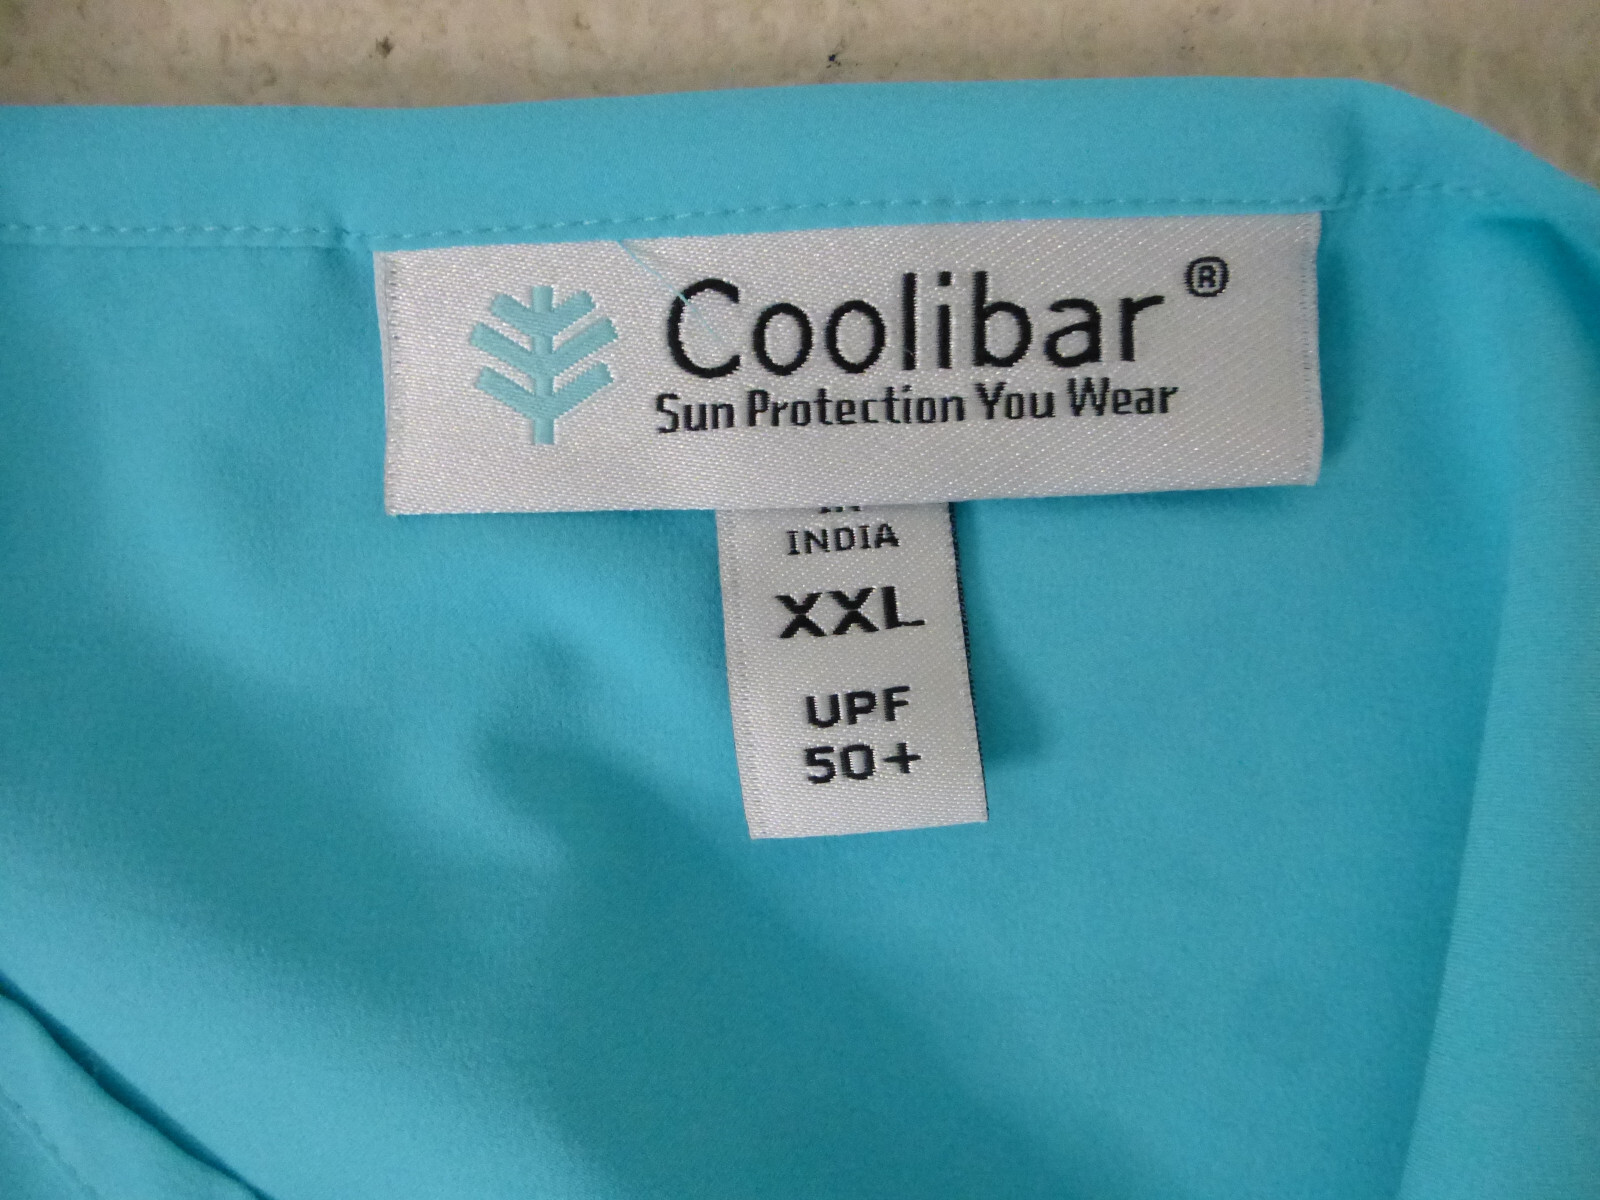 Coolibar®
Sun Protection You Wear
INDIA
XXL
UPF
50+